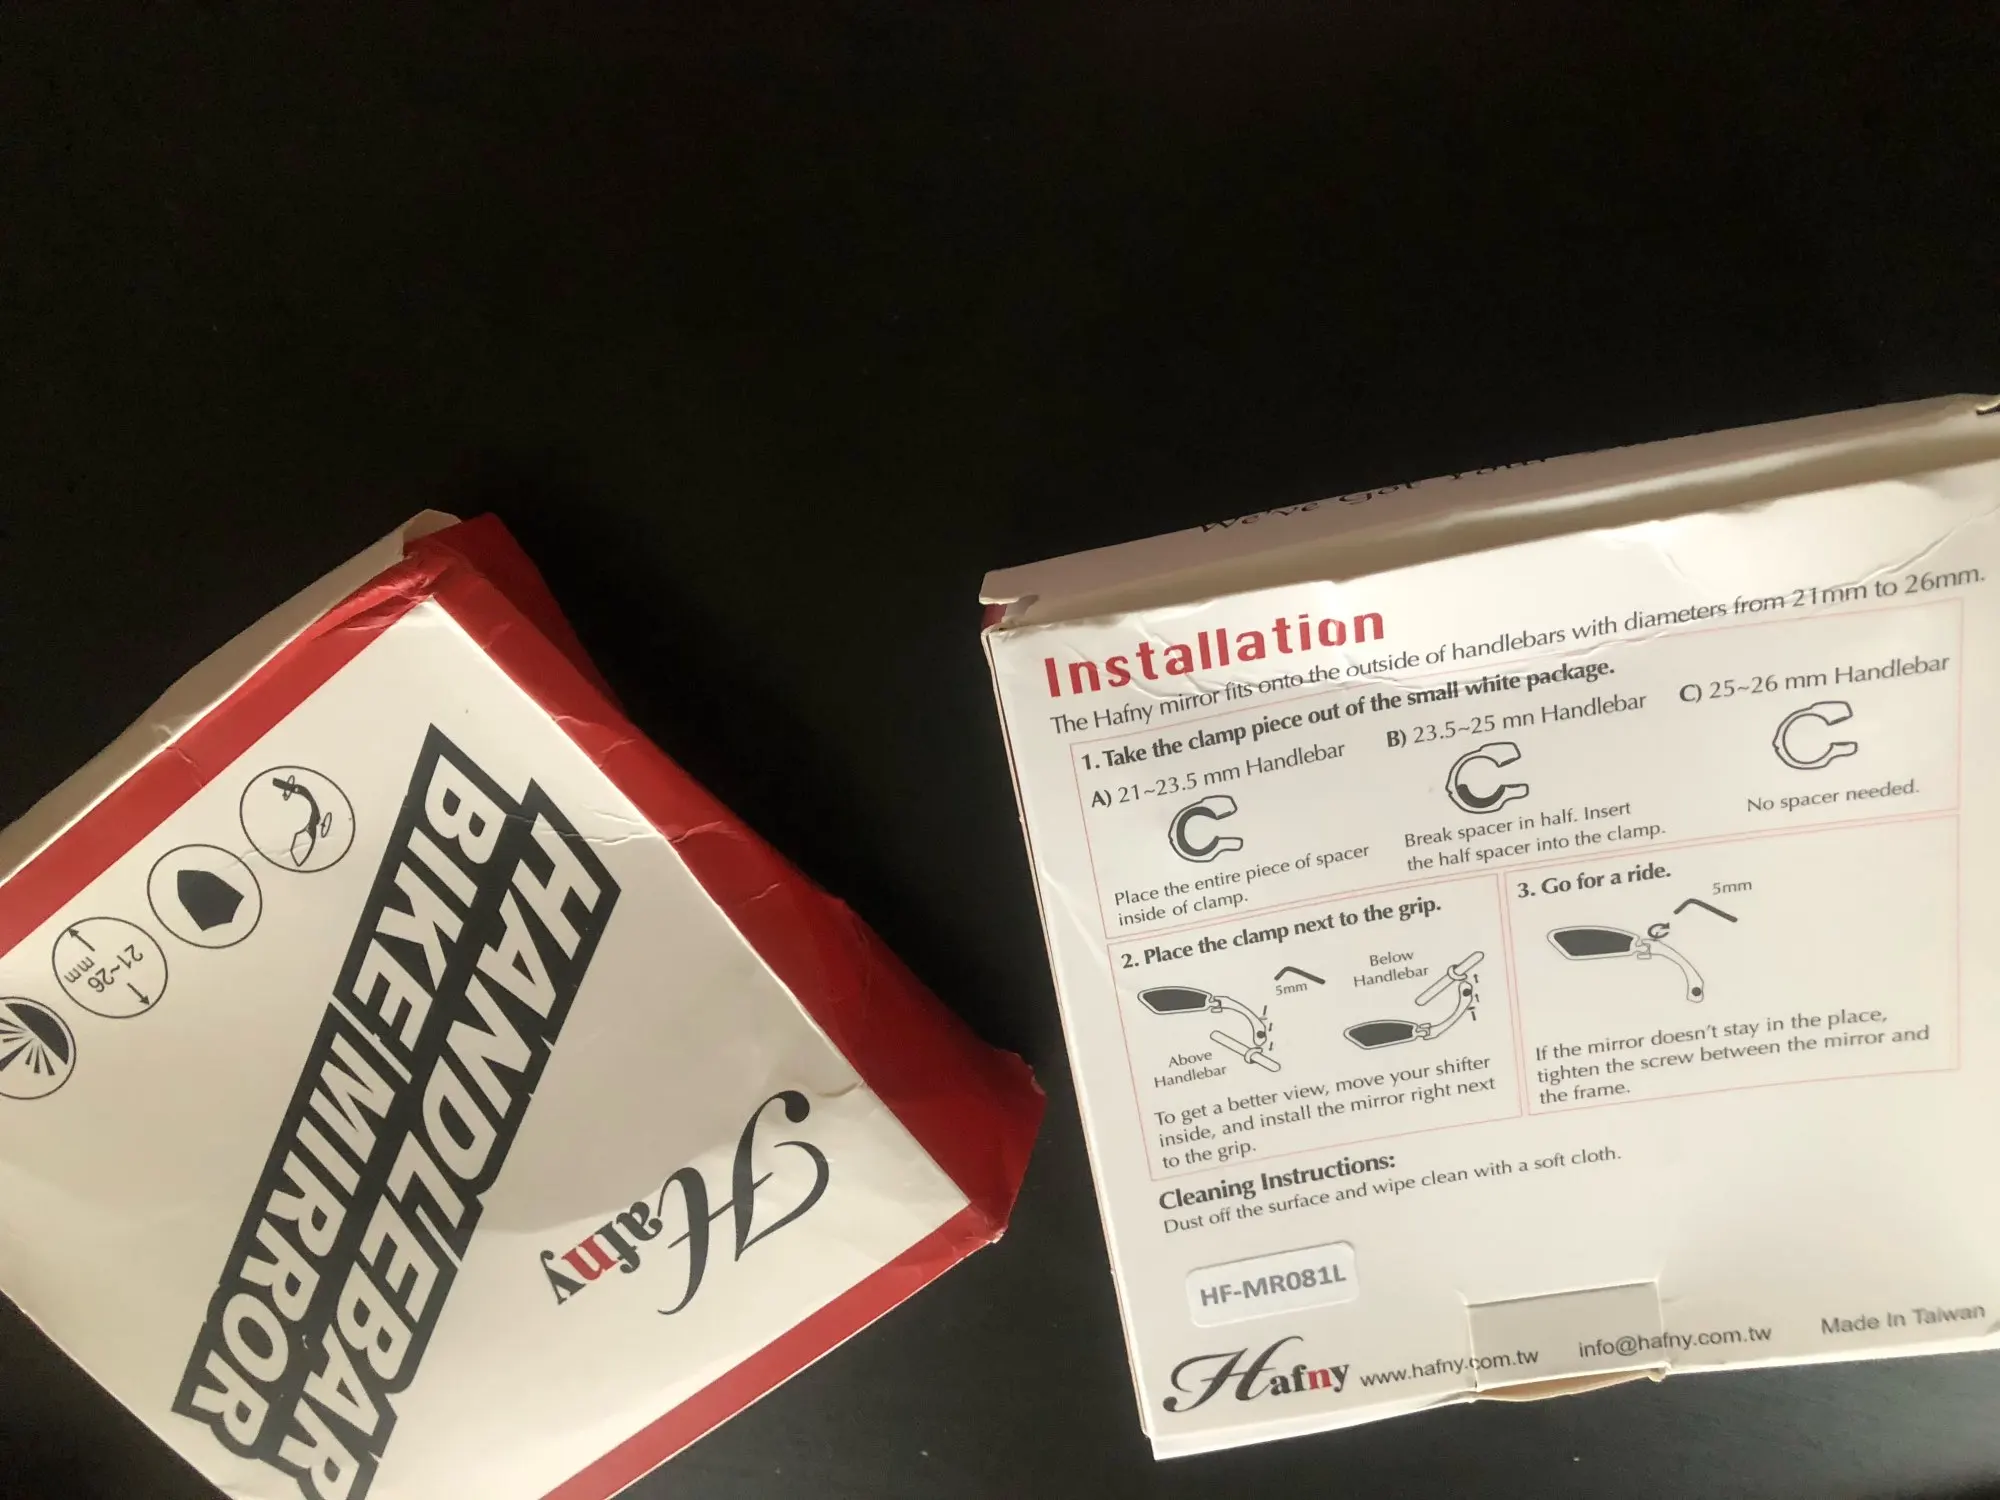 Hafny
HANDLEBAR
BIKE MIRROR
21~26
mm
We've Got You
Installation
The Hafny mirror fits onto the outside of handlebars with diameters from 21mm to 26mm.
1. Take the clamp piece out of the small white package.
A) 21~23.5 mm Handlebar
Place the entire piece of spacer
inside of clamp.
B) 23.5~25 mn Handlebar
Break spacer in half. Insert
the half spacer into the clamp.
C) 25~26 mm Handlebar
No spacer needed.
2. Place the clamp next to the grip.
5mm
Above
Handlebar
Below
Handlebar
To get a better view, move your shifter
inside, and install the mirror right next
to the grip.
3. Go for a ride.
5mm
If the mirror doesn't stay in the place,
tighten the screw between the mirror and
the frame.
Cleaning Instructions:
Dust off the surface and wipe clean with a soft cloth.
HF-MR081L
Hafny www.hafny.com.tw info@hafny.com.tw Made In Taiwan